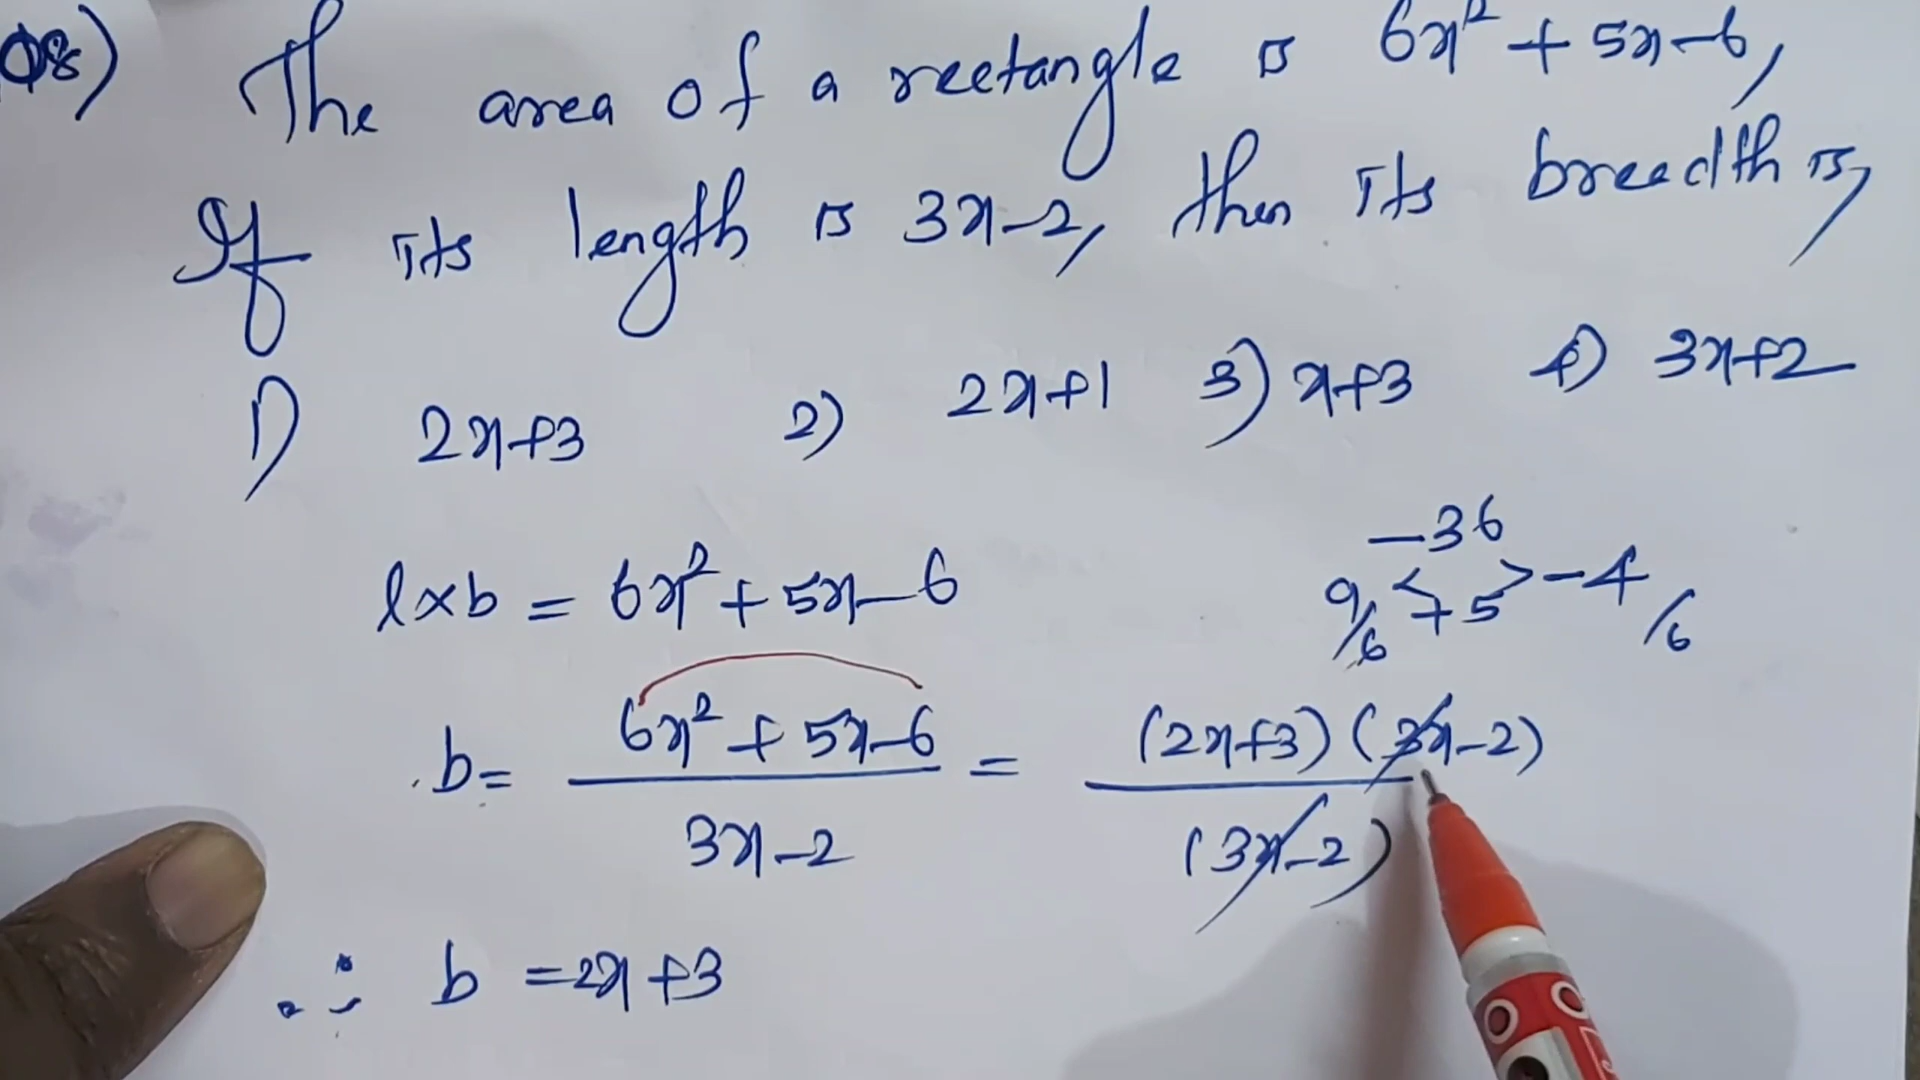 Q8) The area of a rectangle is 6x² + 5x-6,
If its length is 3x-2, then its breadth is,
1) 2x+3 2) 2x+1 3) x+3 4) 3x+2
-36
l×b = 6x² + 5x-6 9/6 < +5 > -4/6
b= 6x² + 5x-6 / 3x-2 = (2x+3) (3x-2) / (3x-2)
∴ b =2x+3